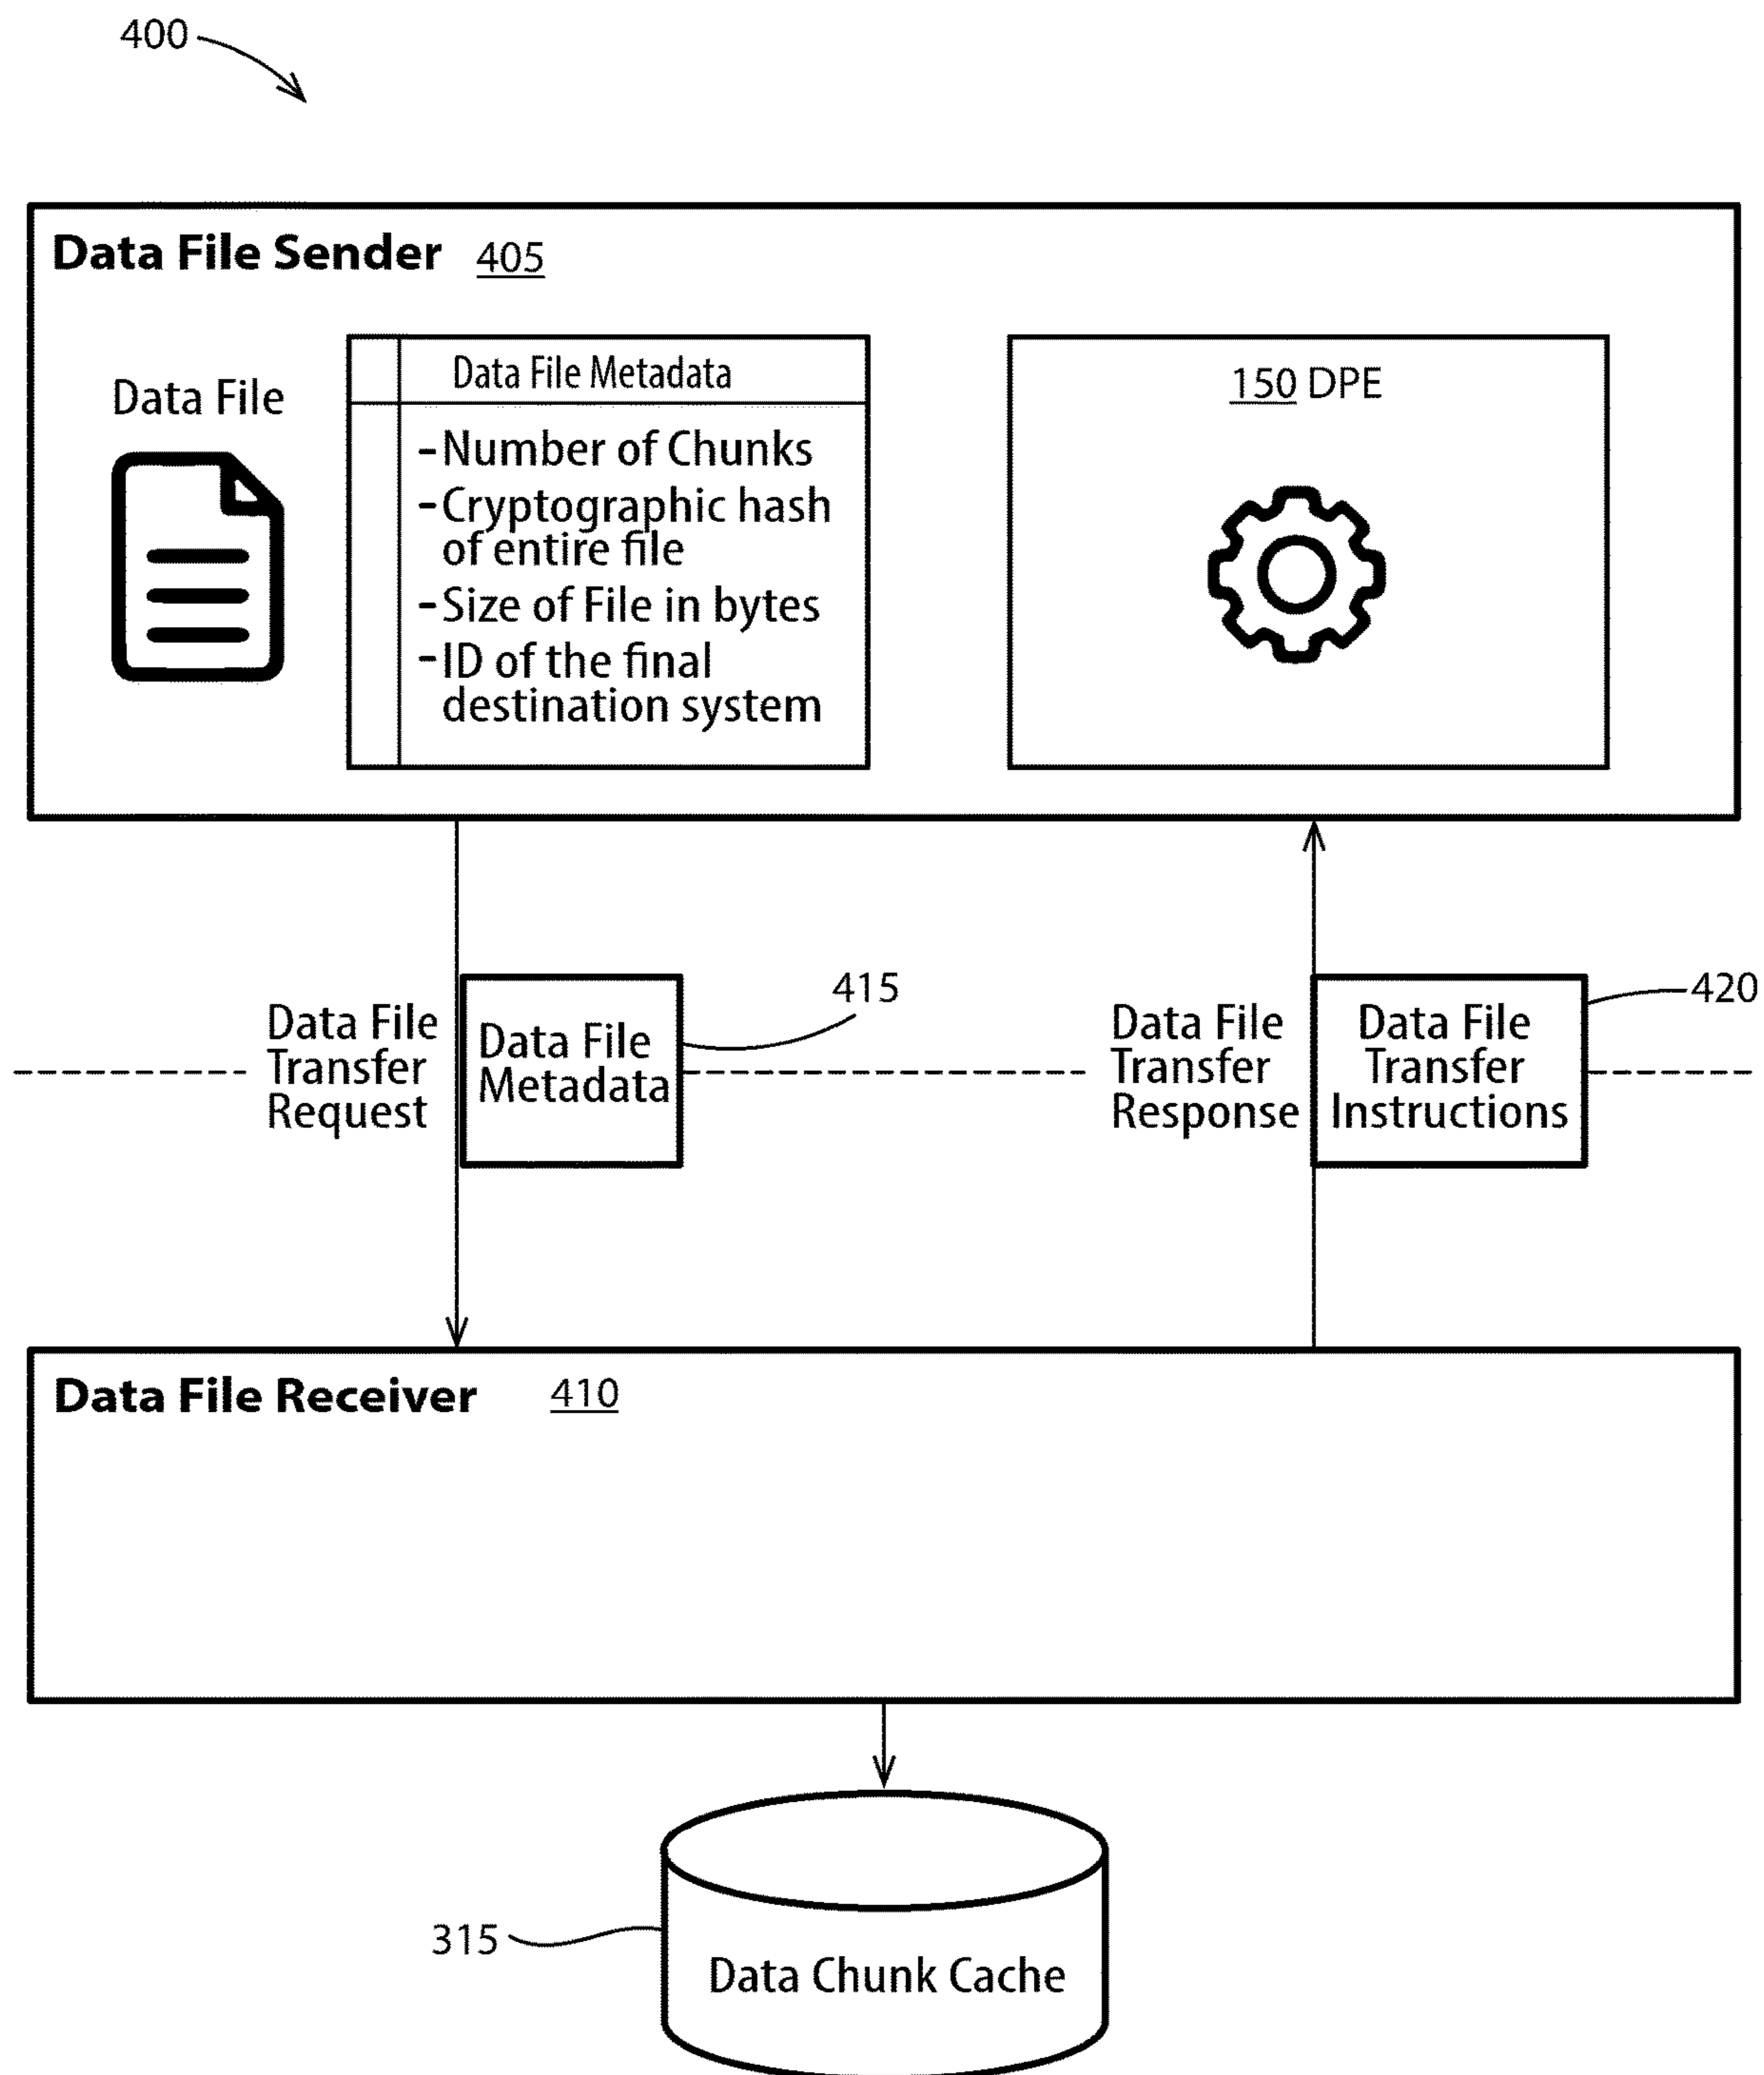 400
Data File Sender 405
Data File
Data File Metadata
-Number of Chunks
-Cryptographic hash
of entire file
-Size of File in bytes
-ID of the final
destination system
150 DPE
Data File
Transfer
Request
Data File
Metadata
415
Data File
Transfer
Response
Data File
Transfer
Instructions
420
Data File Receiver 410
315
Data Chunk Cache